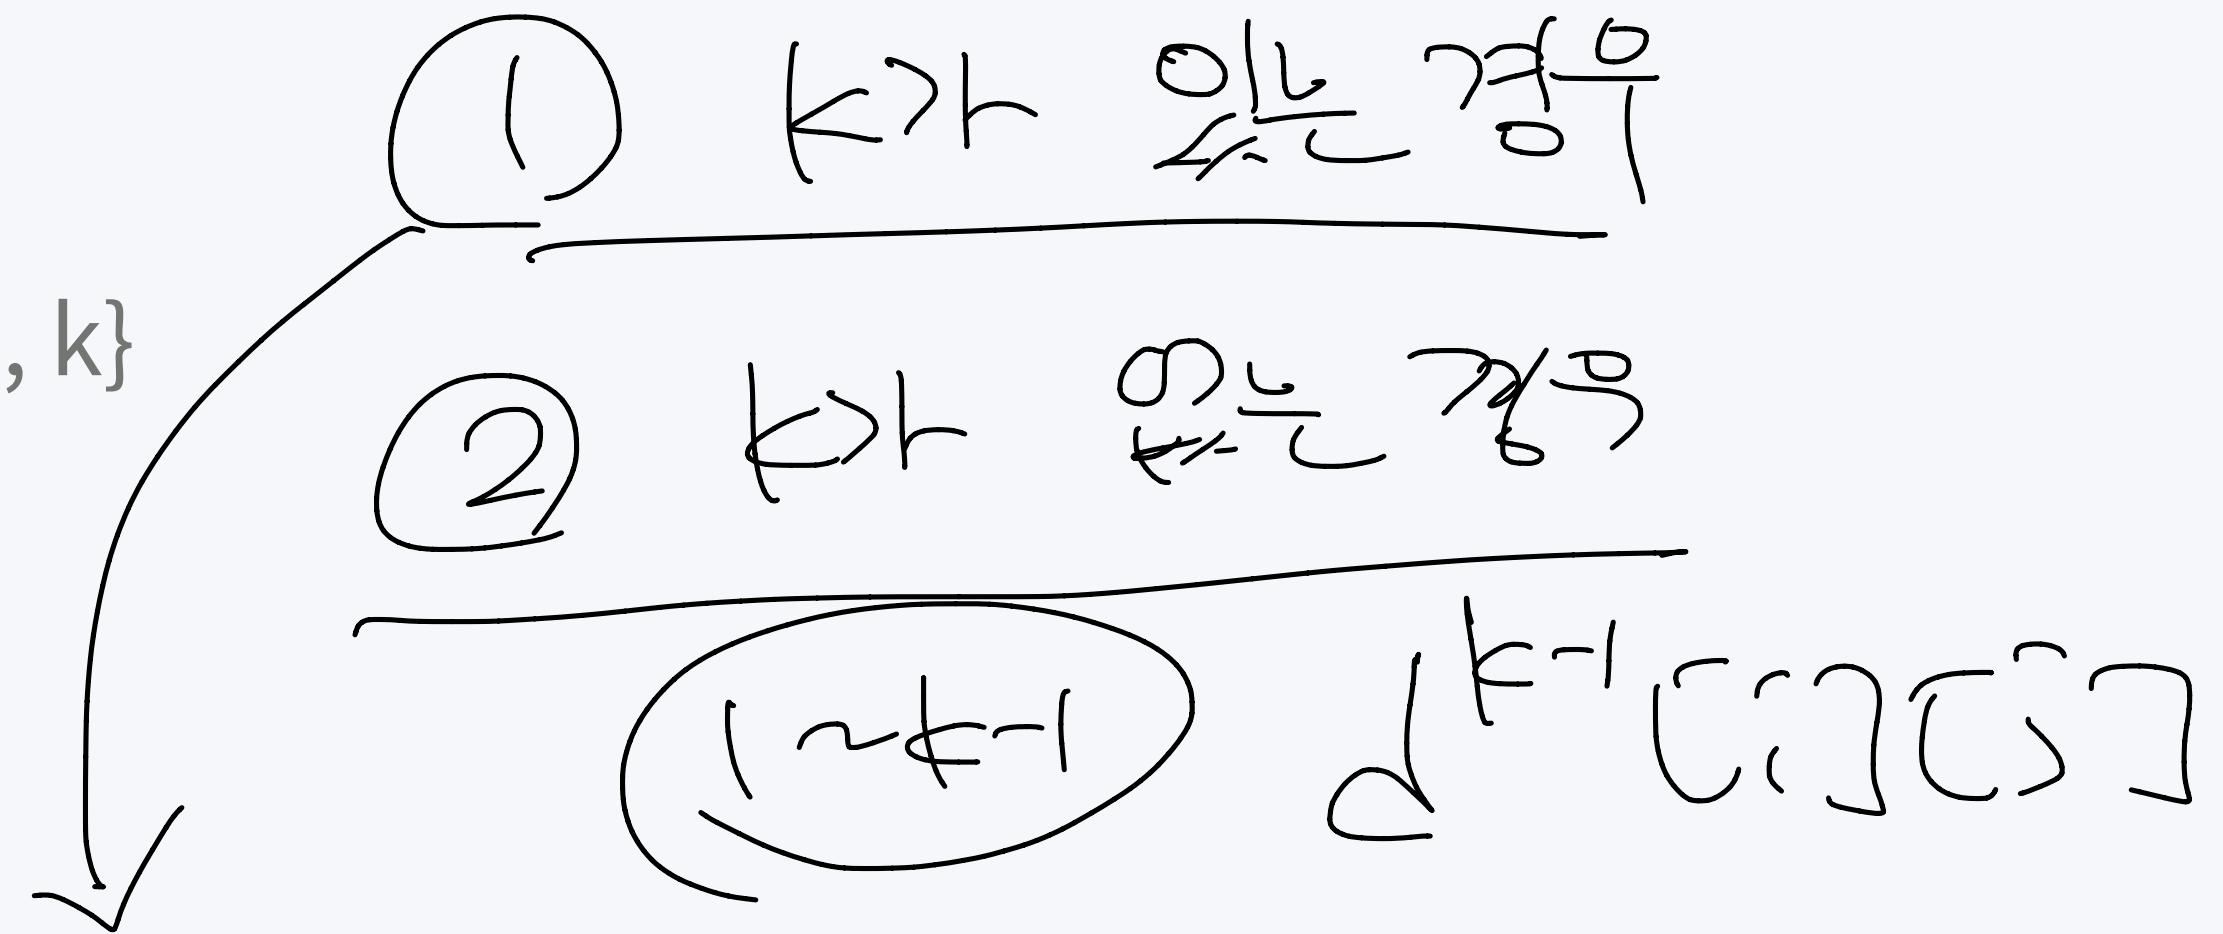 ① k가 있는 경우
, k}
② k가 없는 경우
1 ~ k-1 d^{k-1}[i][j]